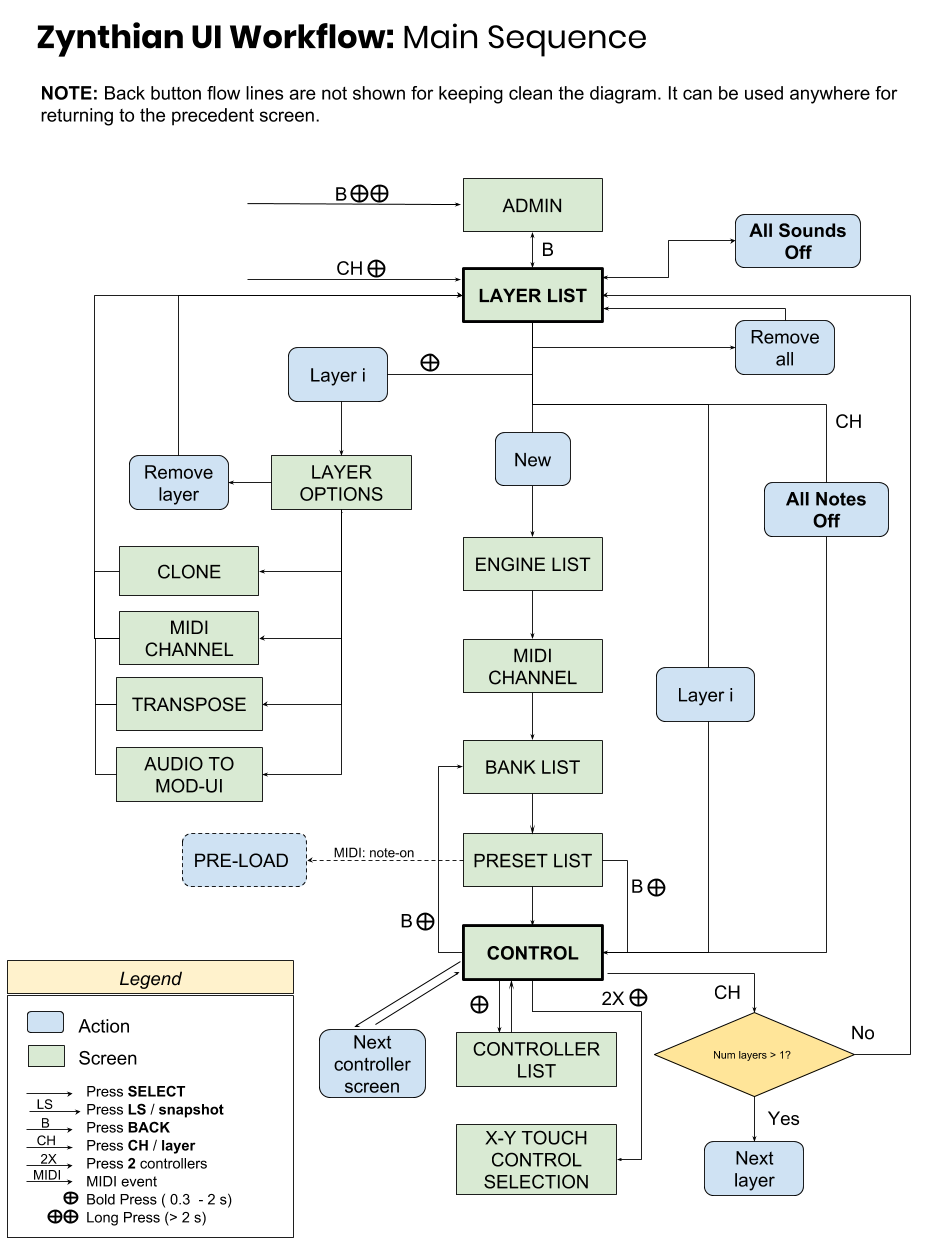 Zynthian UI Workflow: Main Sequence
NOTE: Back button flow lines are not shown for keeping clean the diagram. It can be used anywhere for
returning to the precedent screen.
B ⊕⊕
ADMIN
B
All Sounds
Off
CH ⊕
LAYER LIST
Remove
all
⊕
Layer i
CH
New
Remove
layer
LAYER
OPTIONS
All Notes
Off
ENGINE LIST
CLONE
MIDI
CHANNEL
MIDI
CHANNEL
Layer i
TRANSPOSE
BANK LIST
AUDIO TO
MOD-UI
PRE-LOAD
MIDI: note-on
PRESET LIST
B ⊕
B ⊕
CONTROL
Legend
⊕
2X ⊕
CH
Action
Screen
Next
controller
screen
CONTROLLER
LIST
Num layers > 1?
No
Yes
Press SELECT
LS
Press LS / snapshot
B
Press BACK
CH
Press CH / layer
2X
Press 2 controllers
MIDI
MIDI event
⊕ Bold Press ( 0.3 - 2 s)
⊕⊕ Long Press (> 2 s)
X-Y TOUCH
CONTROL
SELECTION
Next
layer